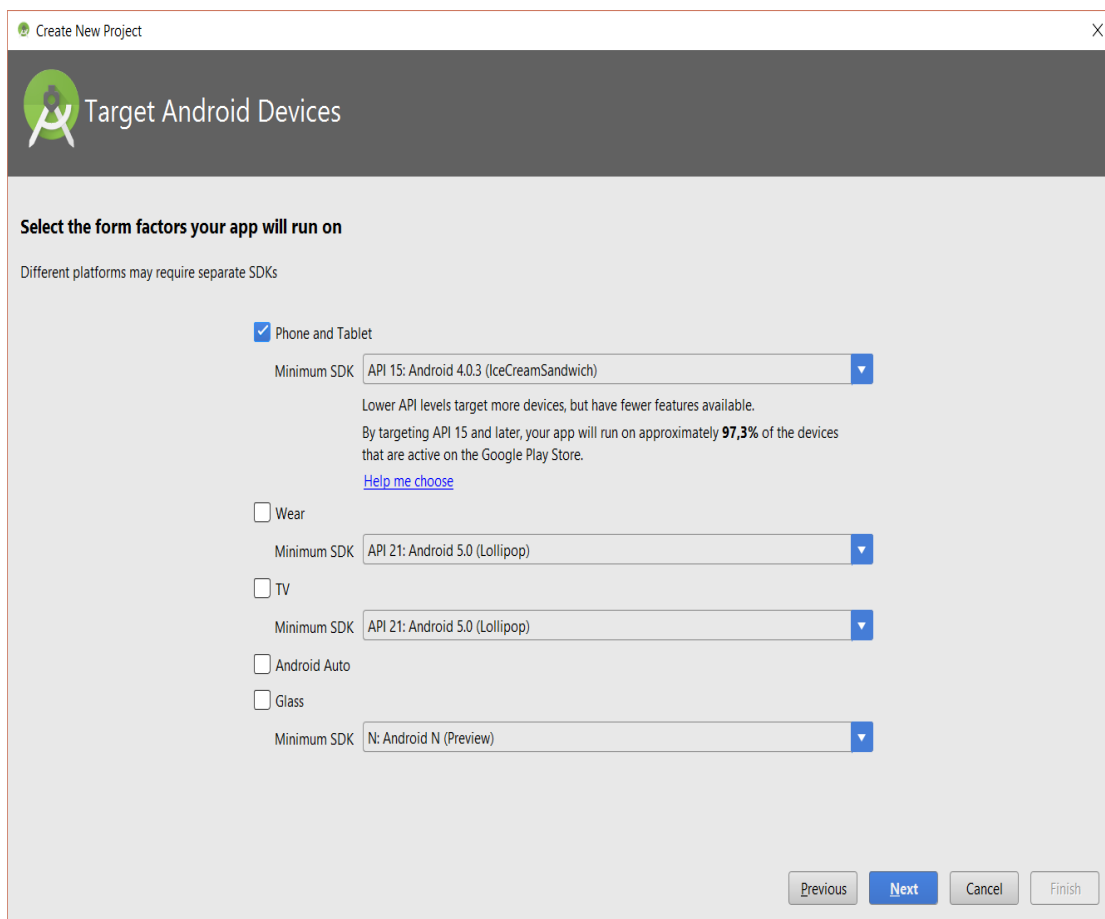 Create New Project
X
Target Android Devices
Select the form factors your app will run on
Different platforms may require separate SDKs
Phone and Tablet
Minimum SDK API 15: Android 4.0.3 (IceCreamSandwich)
Lower API levels target more devices, but have fewer features available.
By targeting API 15 and later, your app will run on approximately 97,3% of the devices
that are active on the Google Play Store.
Help me choose
Wear
Minimum SDK API 21: Android 5.0 (Lollipop)
TV
Minimum SDK API 21: Android 5.0 (Lollipop)
Android Auto
Glass
Minimum SDK N: Android N (Preview)
Previous Next Cancel Finish